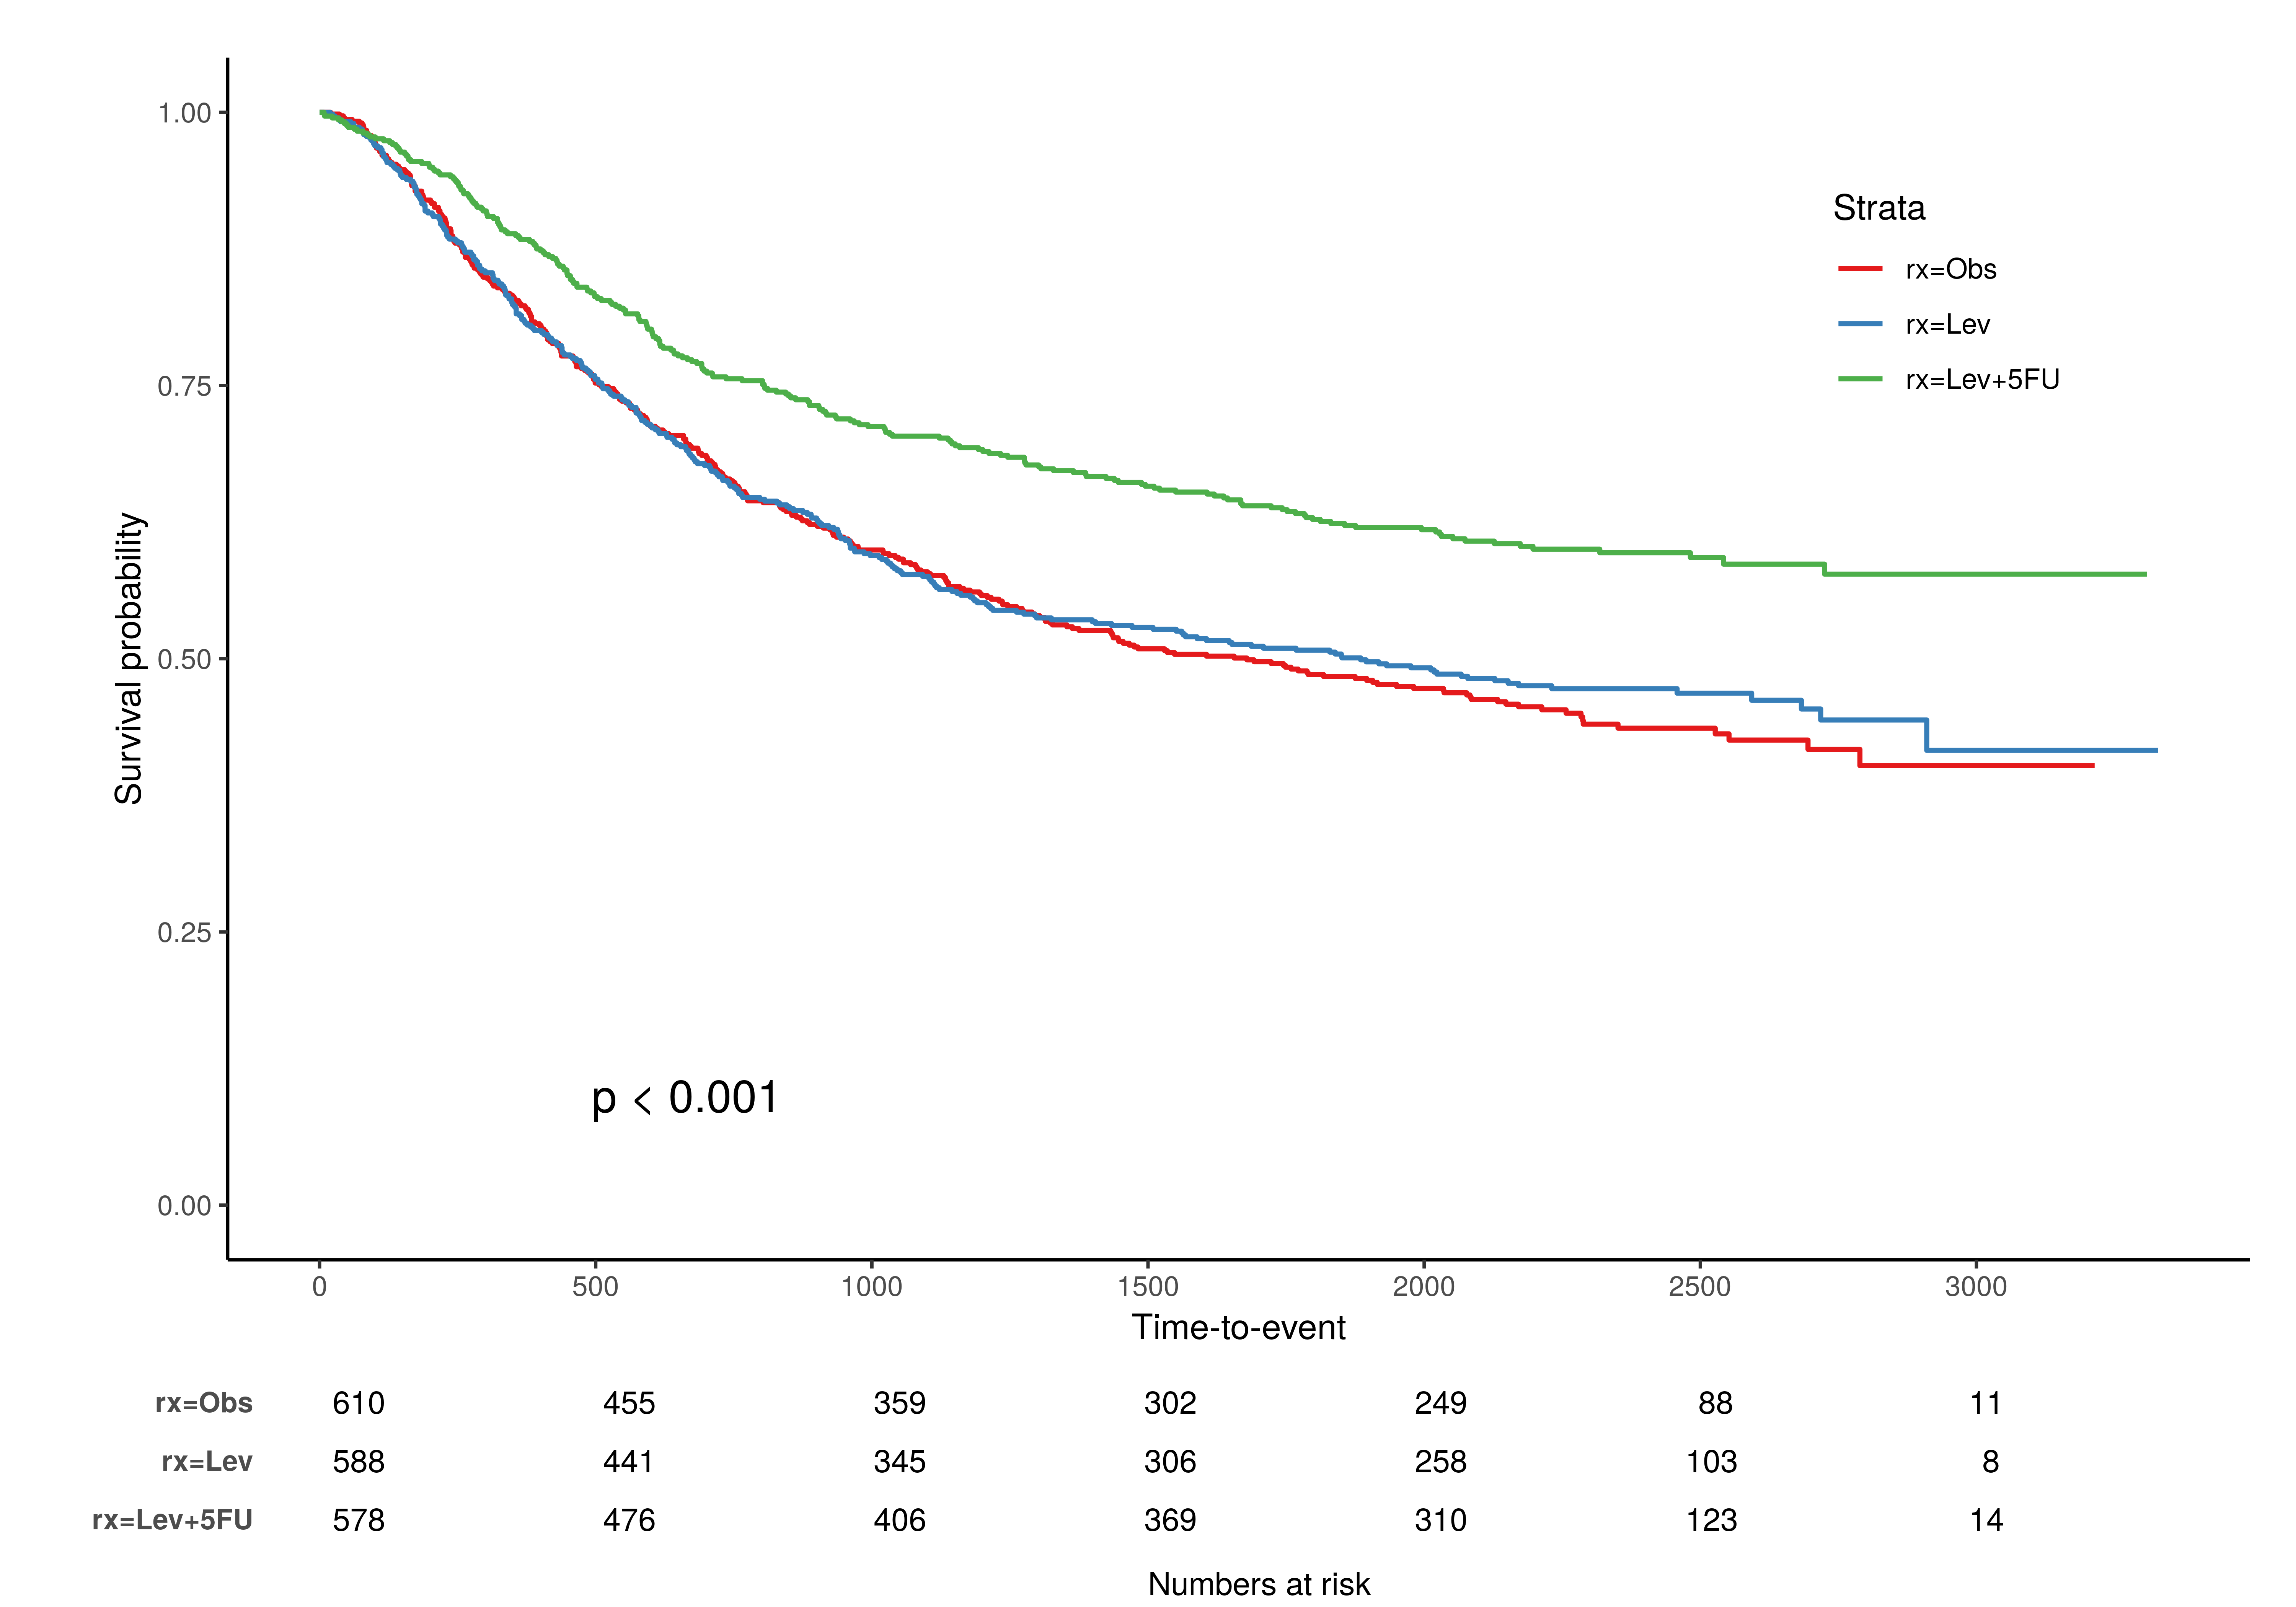 1.00
0.75
0.50
0.25
0.00
Survival probability
Strata
rx=Obs
rx=Lev
rx=Lev+5FU
p < 0.001
0 500 1000 1500 2000 2500 3000
Time-to-event
rx=Obs 610 455 359 302 249 88 11
rx=Lev 588 441 345 306 258 103 8
rx=Lev+5FU 578 476 406 369 310 123 14
Numbers at risk